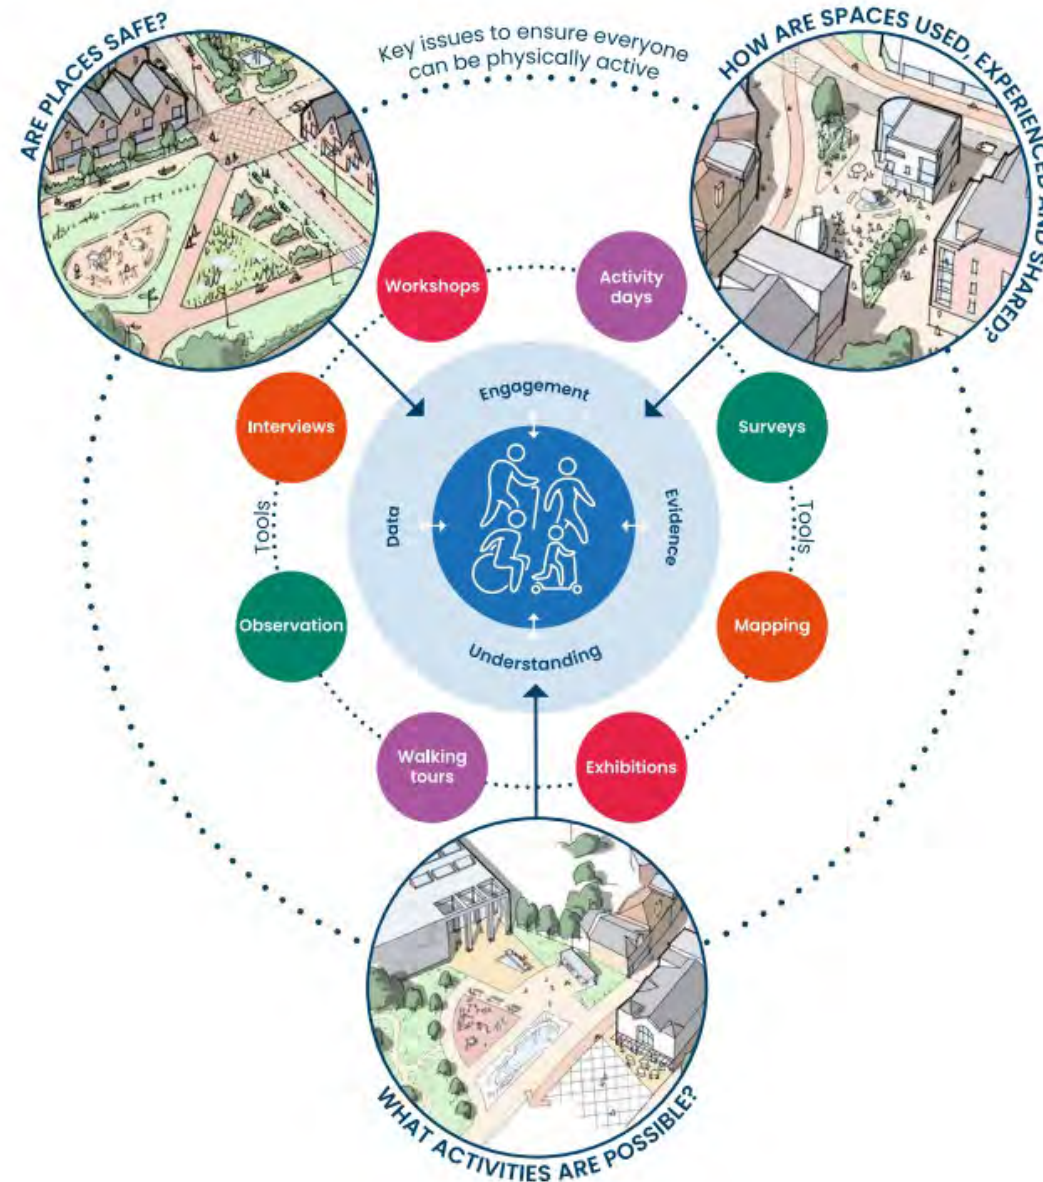 ARE PLACES SAFE?
Key issues to ensure everyone
can be physically active
HOW ARE SPACES USED, EXPERIENCED AND SHARED?
Workshops
Activity
days
Interviews
Engagement
Surveys
Data
Evidence
Tools
Tools
Observation
Understanding
Mapping
Walking
tours
Exhibitions
WHAT ACTIVITIES ARE POSSIBLE?